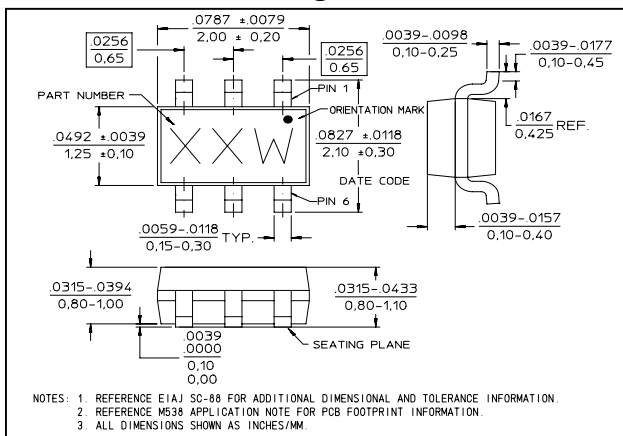 .0787 ±.0079
2,00 ± 0,20
.0256
0.65
.0256
0.65
.0039-.0098
0,10-0,25
.0039-.0177
0,10-0,45
PIN 1
PART NUMBER
ORIENTATION MARK
.0167
0,425
REF.
.0492 ±.0039
1,25 ±0,10
XXW
.0827 ±.0118
2,10 ±0,30
DATE CODE
PIN 6
.0059-.0118
0,15-0,30
TYP.
.0039-.0157
0,10-0,40
.0315-.0394
0,80-1,00
.0315-.0433
0,80-1,10
.0039
.0000
0,10
0,00
SEATING PLANE
NOTES: 1. REFERENCE EIAJ SC-88 FOR ADDITIONAL DIMENSIONAL AND TOLERANCE INFORMATION.
2. REFERENCE M538 APPLICATION NOTE FOR PCB FOOTPRINT INFORMATION.
3. ALL DIMENSIONS SHOWN AS INCHES/MM.